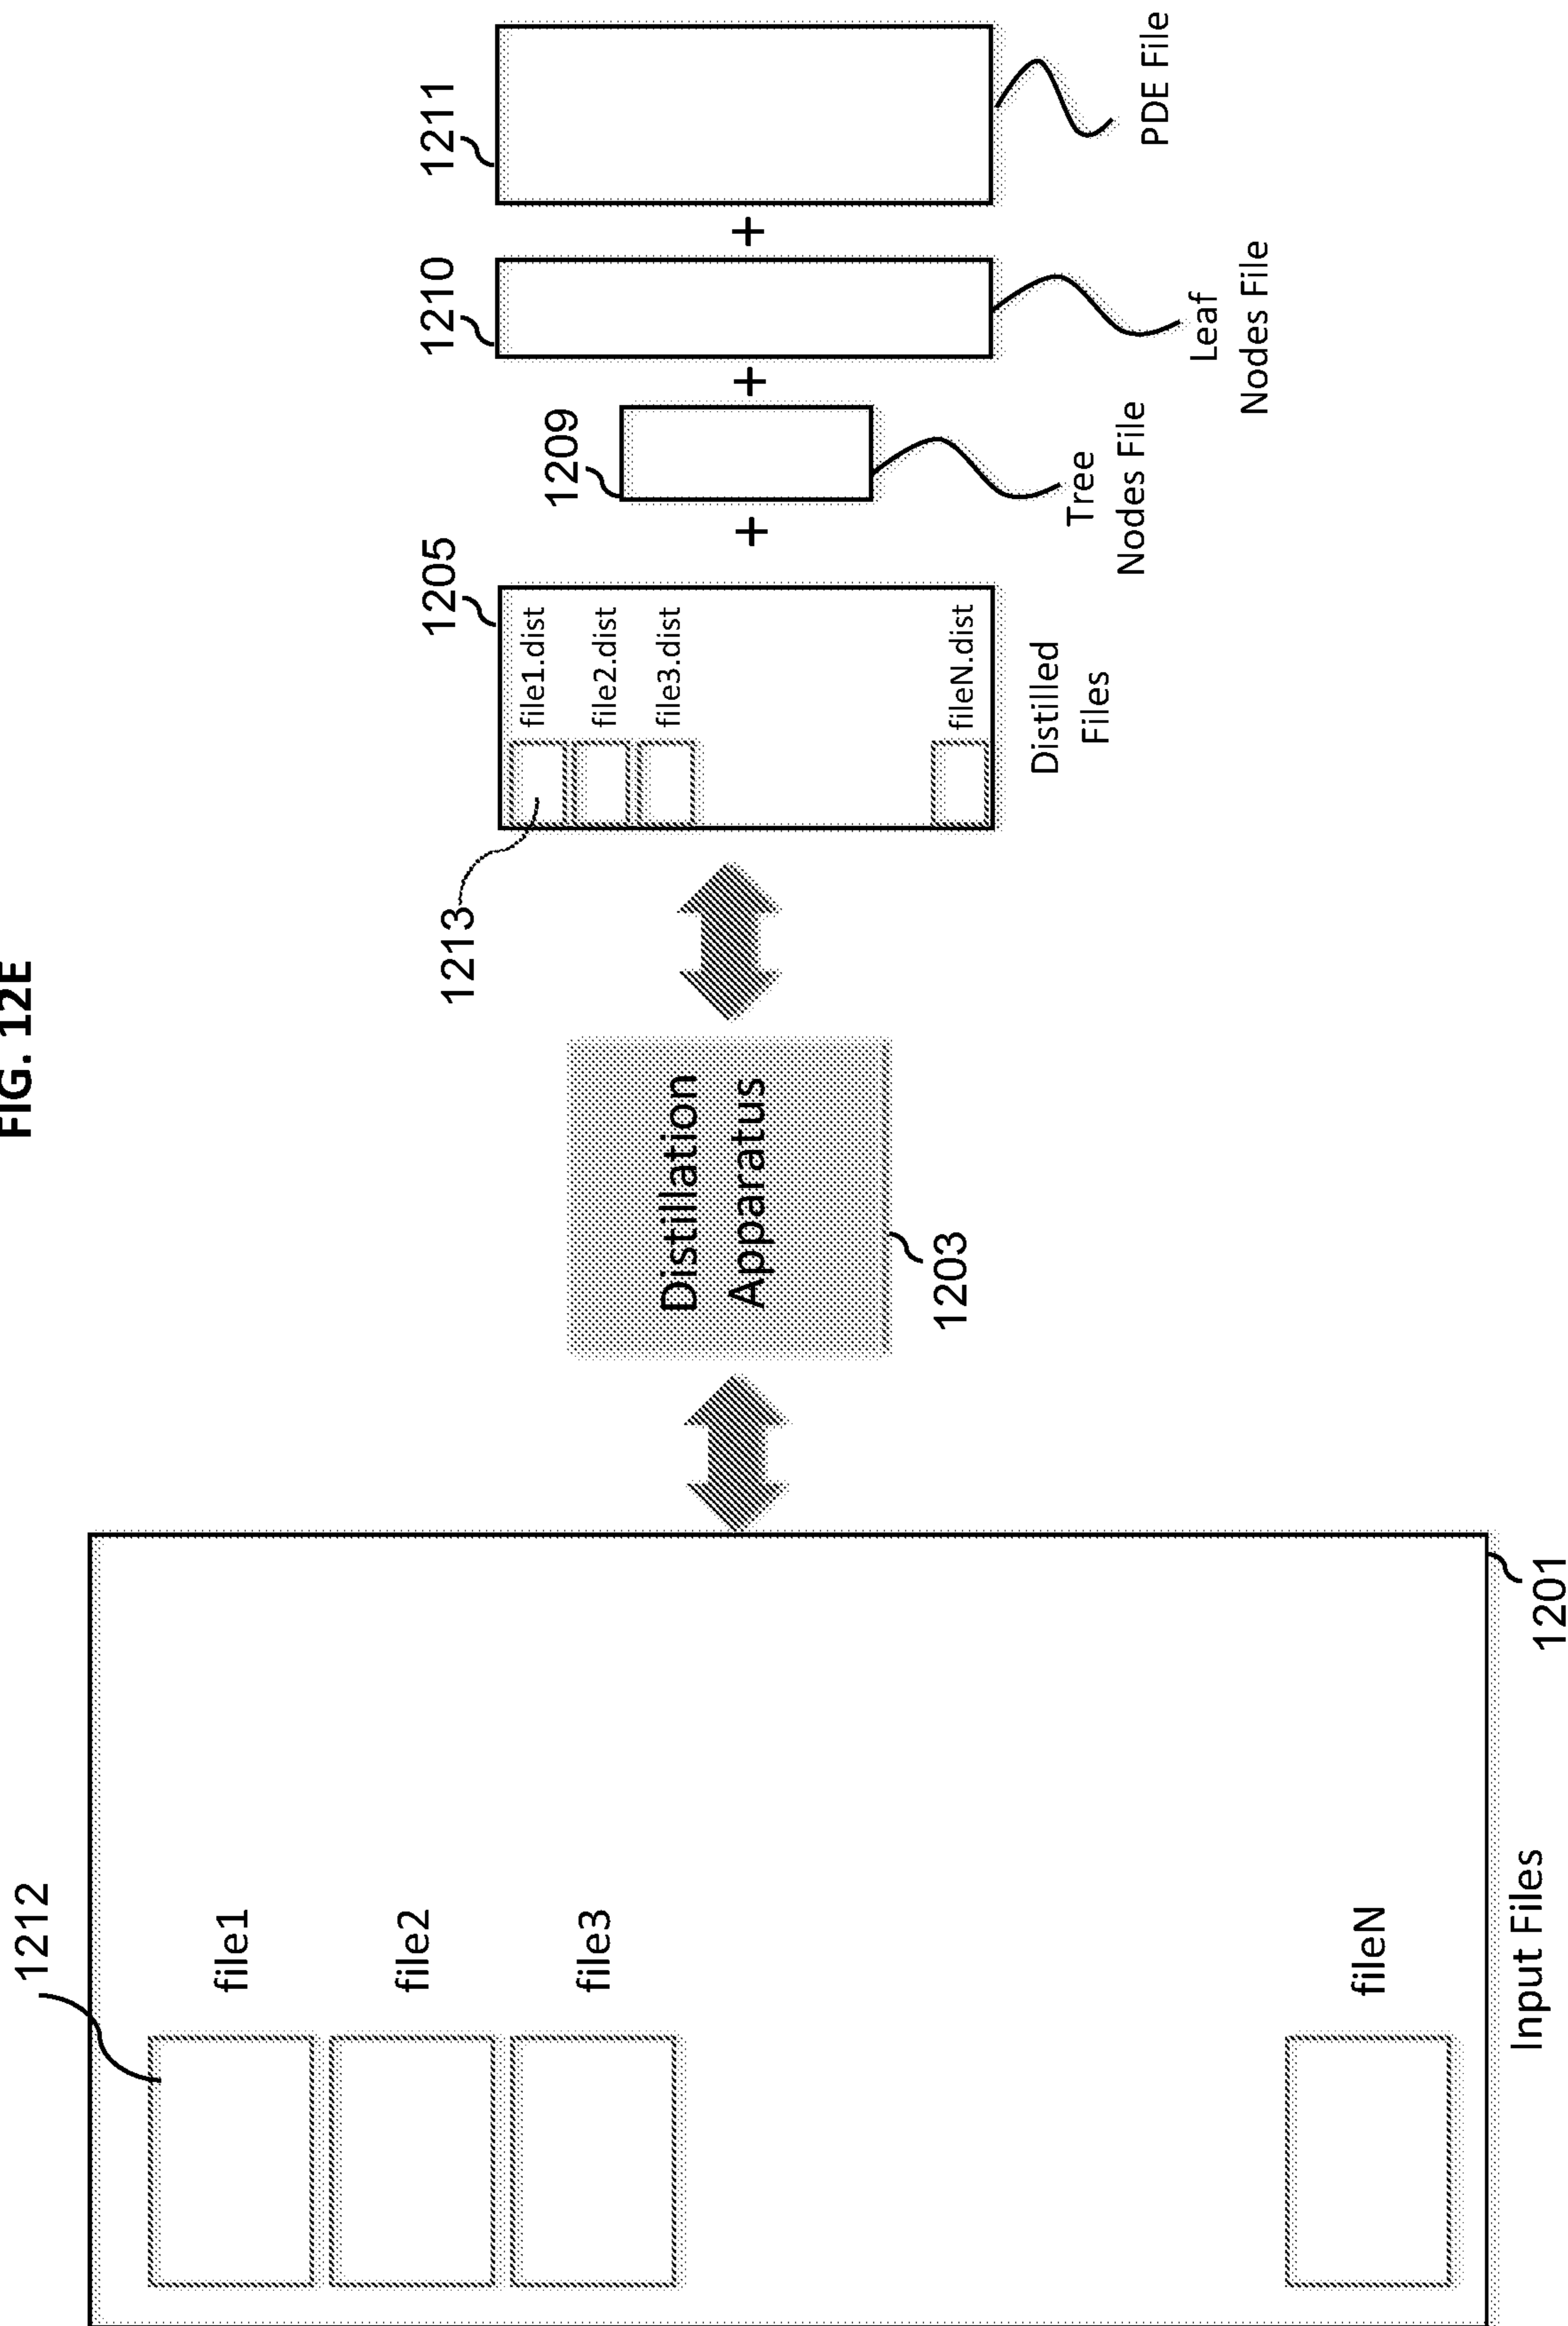 FIG. 12E
1212
file1
file2
file3
fileN
Input Files
1201
Distillation
Apparatus
1203
1213
1205
file1.dist
file2.dist
file3.dist
fileN.dist
Distilled
Files
+
1209
Tree
Nodes File
+
1210
Leaf
Nodes File
+
1211
PDE File